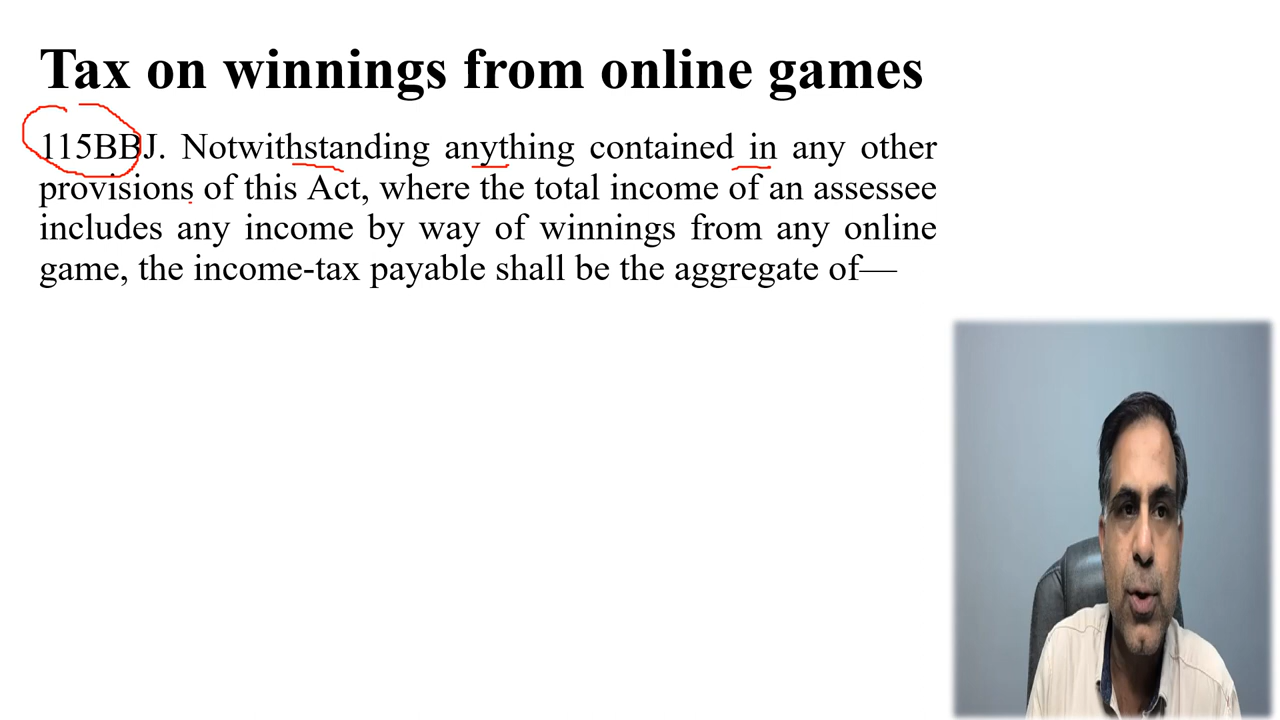 Tax on winnings from online games
115BBJ. Notwithstanding anything contained in any other
provisions of this Act, where the total income of an assessee
includes any income by way of winnings from any online
game, the income-tax payable shall be the aggregate of—